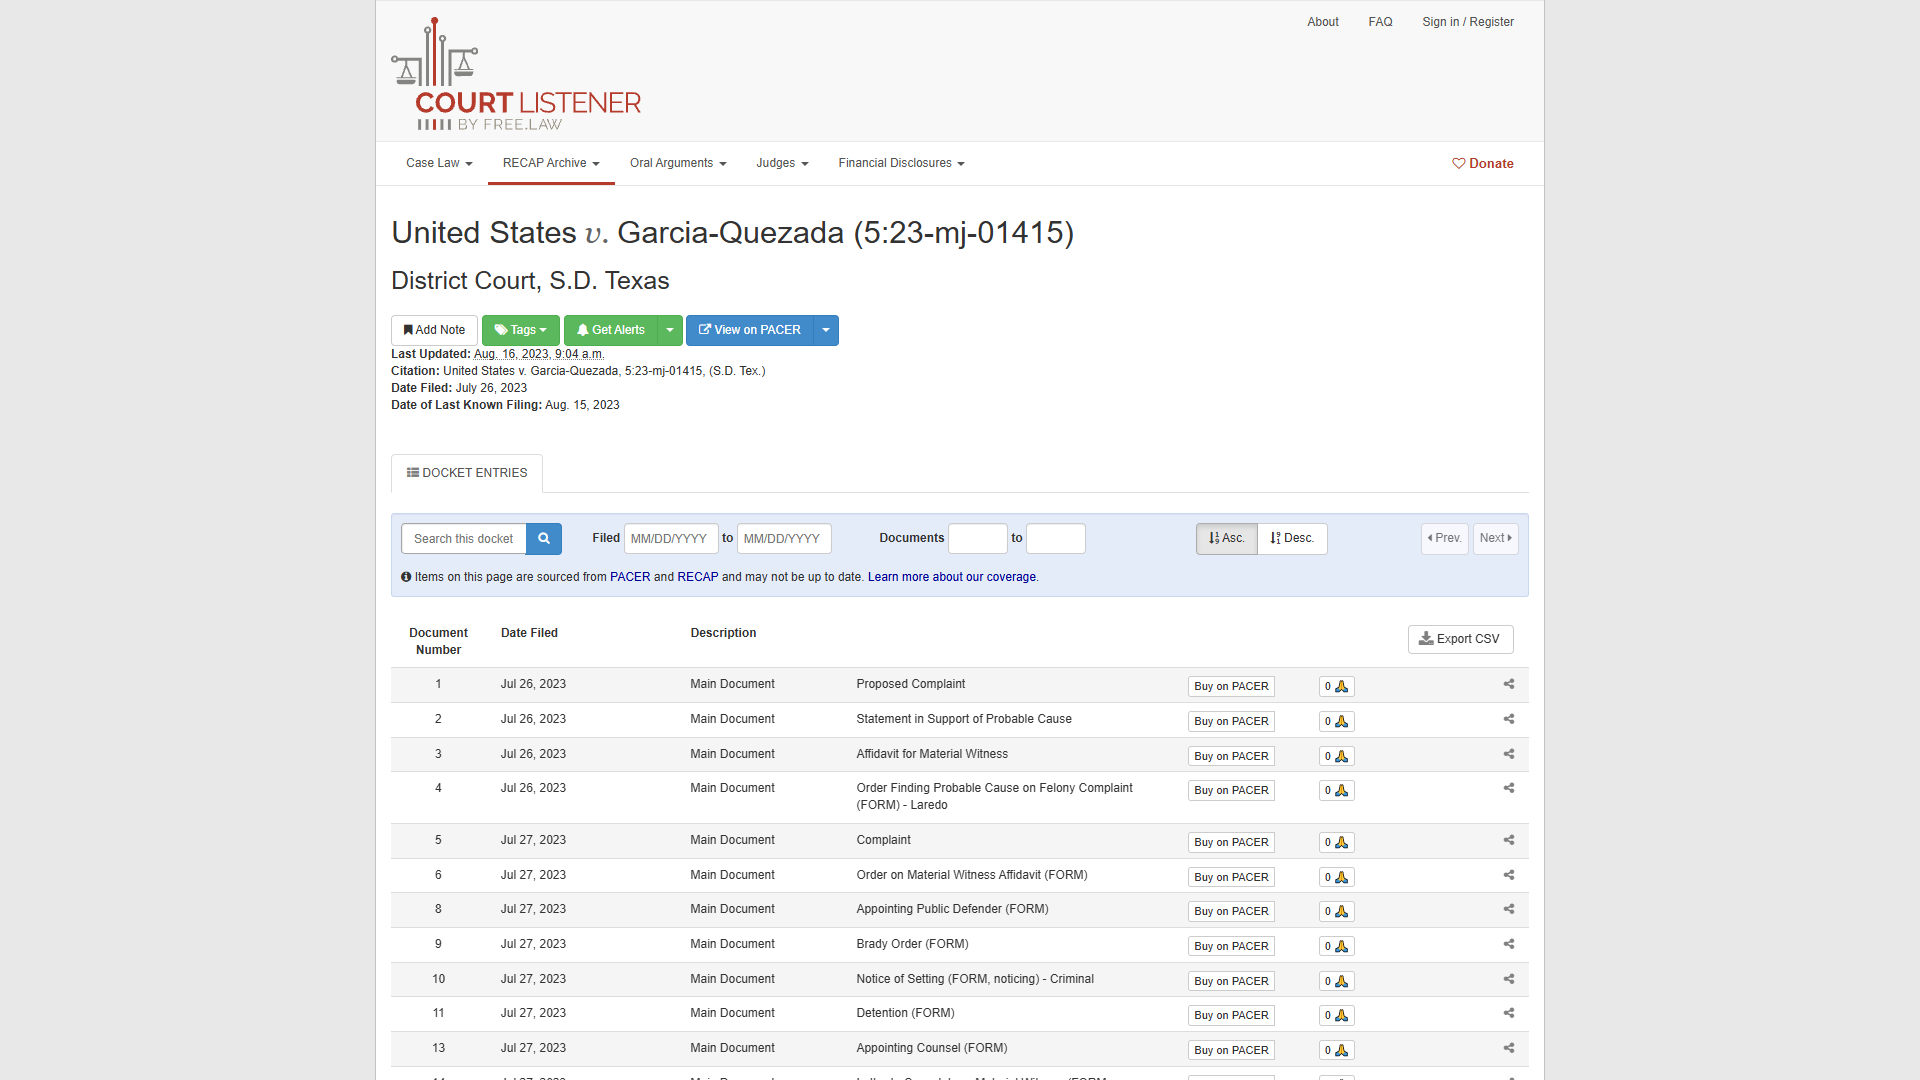 About FAQ Sign in / Register
COURT LISTENER
BY FREE.LAW
Case Law RECAP Archive Oral Arguments Judges Financial Disclosures Donate
United States v. Garcia-Quezada (5:23-mj-01415)
District Court, S.D. Texas
Add Note Tags Get Alerts View on PACER
Last Updated: Aug. 16, 2023, 9:04 a.m.
Citation: United States v. Garcia-Quezada, 5:23-mj-01415, (S.D. Tex.)
Date Filed: July 26, 2023
Date of Last Known Filing: Aug. 15, 2023
DOCKET ENTRIES
Search this docket Filed MM/DD/YYYY to MM/DD/YYYY Documents to Asc. Desc. Prev. Next
Items on this page are sourced from PACER and RECAP and may not be up to date. Learn more about our coverage.
Document Number Date Filed Description Export CSV
1 Jul 26, 2023 Main Document Proposed Complaint Buy on PACER 0
2 Jul 26, 2023 Main Document Statement in Support of Probable Cause Buy on PACER 0
3 Jul 26, 2023 Main Document Affidavit for Material Witness Buy on PACER 0
4 Jul 26, 2023 Main Document Order Finding Probable Cause on Felony Complaint (FORM) - Laredo Buy on PACER 0
5 Jul 27, 2023 Main Document Complaint Buy on PACER 0
6 Jul 27, 2023 Main Document Order on Material Witness Affidavit (FORM) Buy on PACER 0
8 Jul 27, 2023 Main Document Appointing Public Defender (FORM) Buy on PACER 0
9 Jul 27, 2023 Main Document Brady Order (FORM) Buy on PACER 0
10 Jul 27, 2023 Main Document Notice of Setting (FORM, noticing) - Criminal Buy on PACER 0
11 Jul 27, 2023 Main Document Detention (FORM) Buy on PACER 0
13 Jul 27, 2023 Main Document Appointing Counsel (FORM) Buy on PACER 0